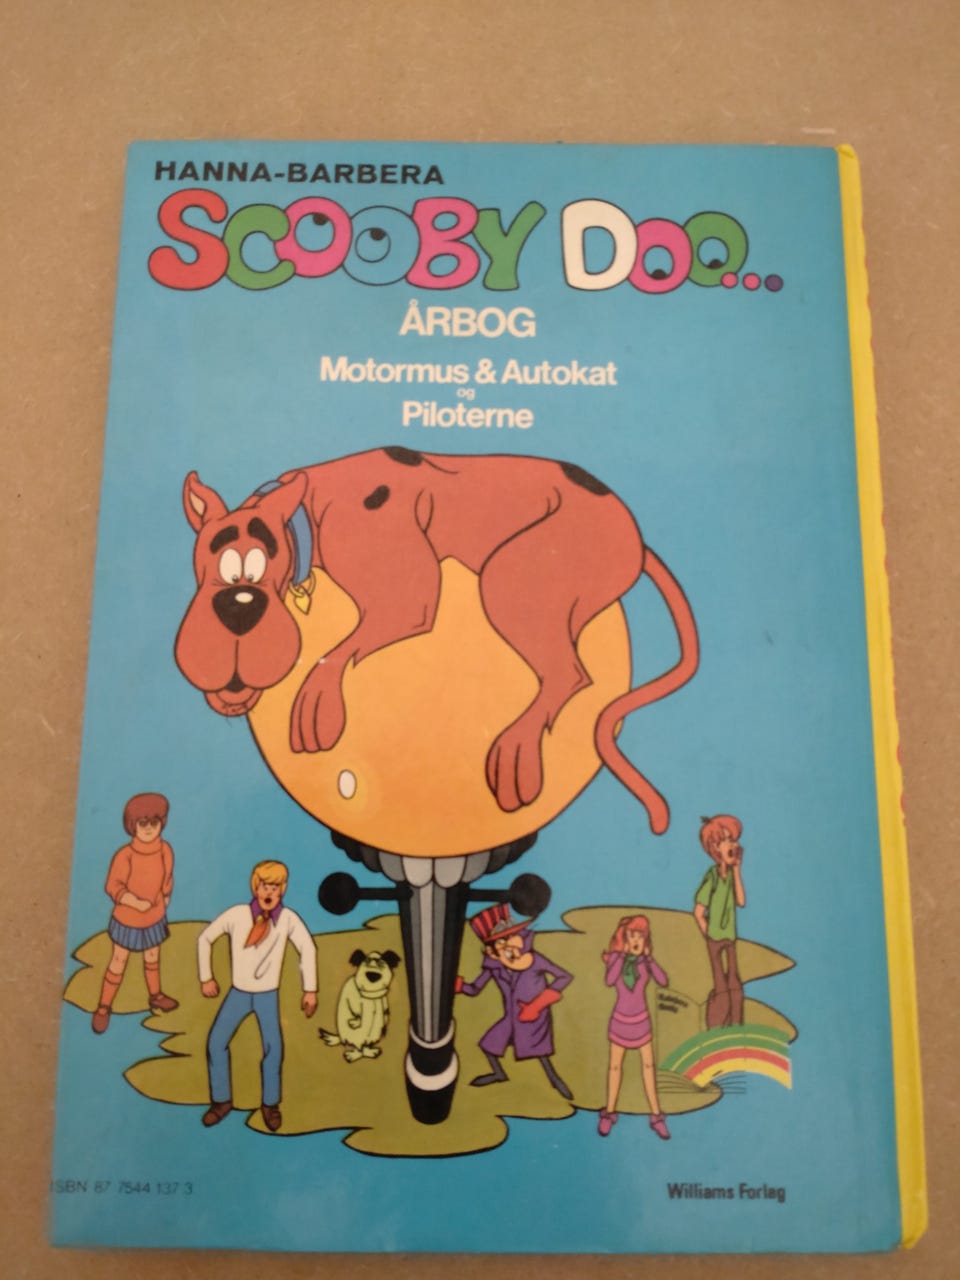 HANNA-BARBERA
SCOOBY DOO...
ÅRBOG
Motormus & Autokat
og
Piloterne
ISBN 87 7544 137 3
Williams Forlag